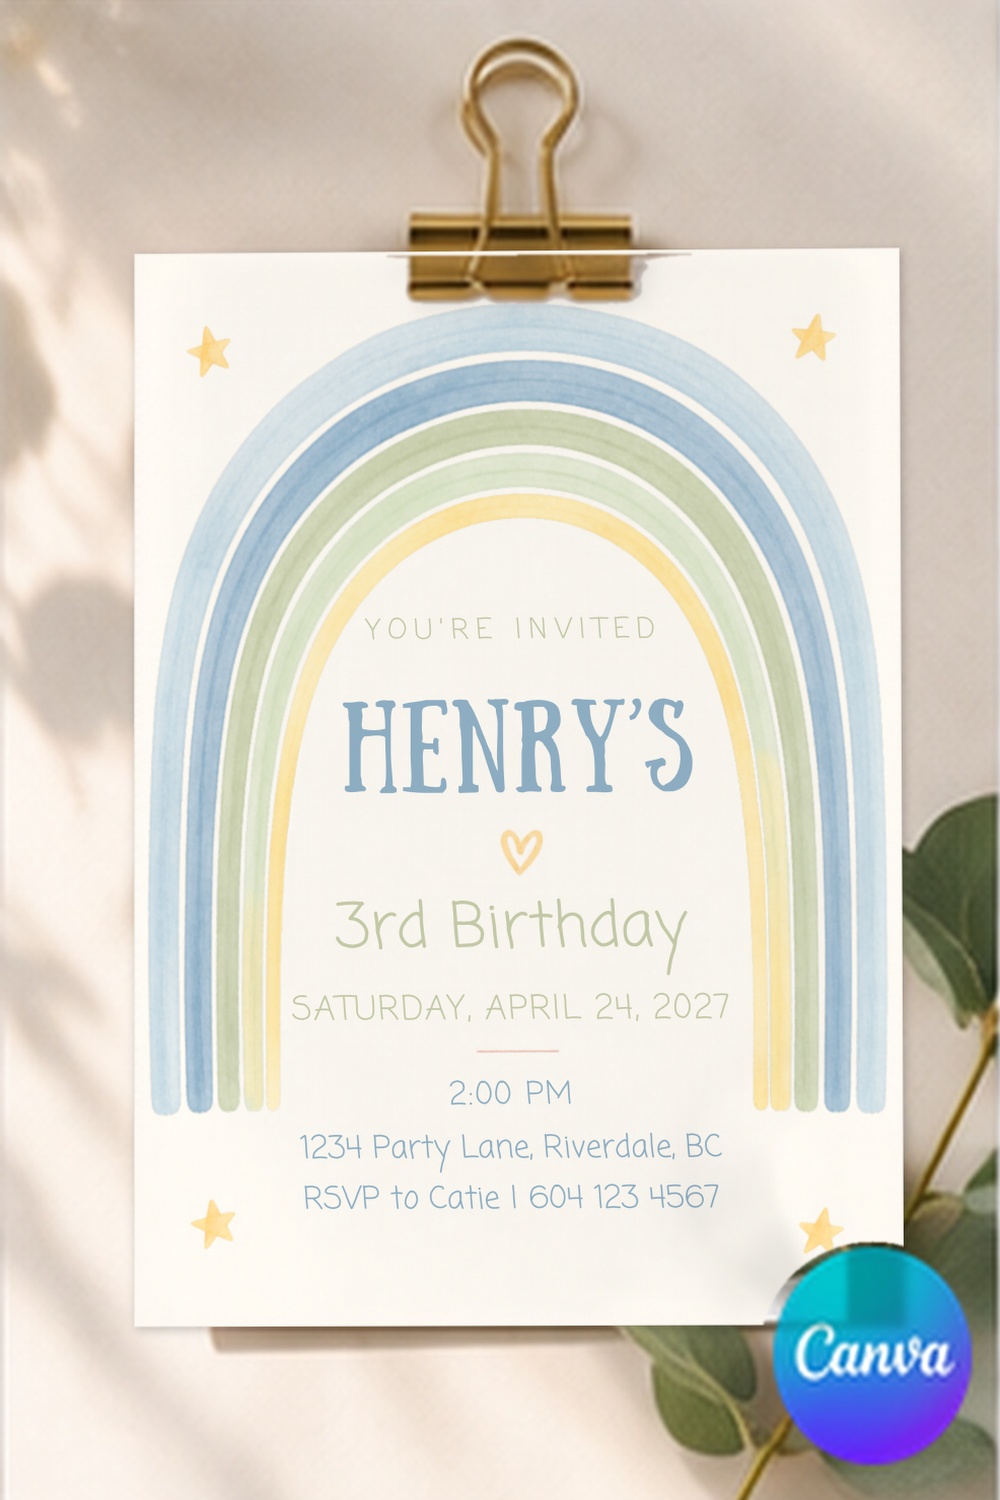 YOU'RE INVITED
HENRY'S
3rd Birthday
SATURDAY, APRIL 24, 2027
2:00 PM
1234 Party Lane, Riverdale, BC
RSVP to Catie | 604 123 4567
Canva